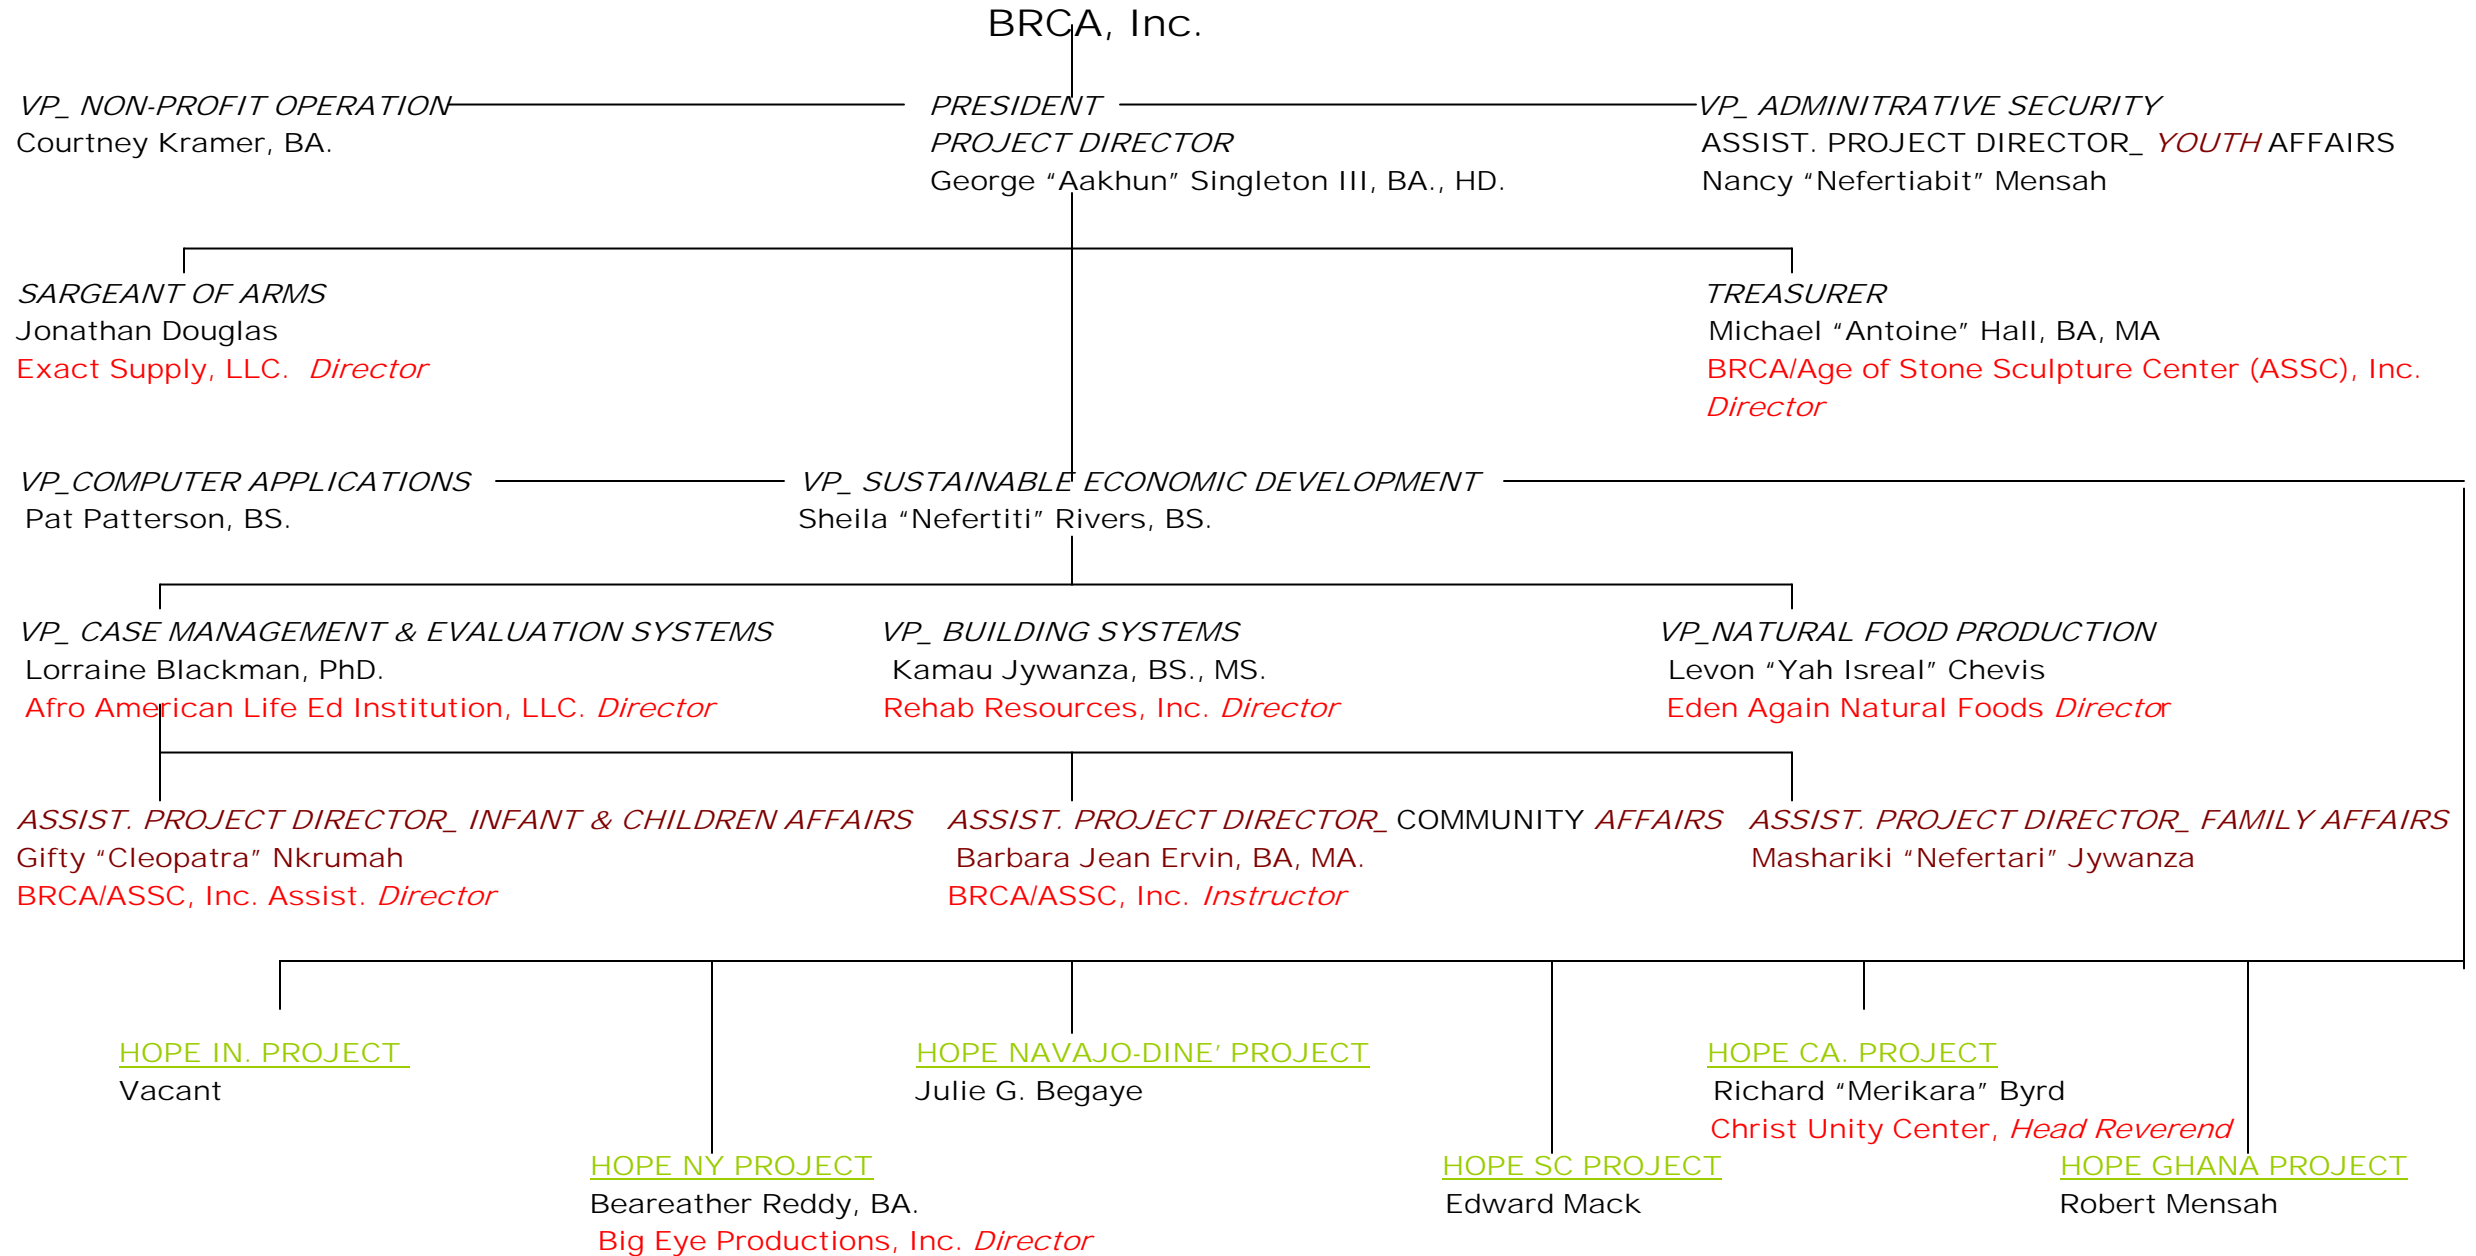 BRCA, Inc.
VP_ NON-PROFIT OPERATION
Courtney Kramer, BA.
PRESIDENT
PROJECT DIRECTOR
George “Aakhun” Singleton III, BA., HD.
VP_ ADMINITRATIVE SECURITY
ASSIST. PROJECT DIRECTOR_ YOUTH AFFAIRS
Nancy “Nefertiabit” Mensah
SARGEANT OF ARMS
Jonathan Douglas
Exact Supply, LLC. Director
TREASURER
Michael “Antoine” Hall, BA, MA
BRCA/Age of Stone Sculpture Center (ASSC), Inc.
Director
VP_COMPUTER APPLICATIONS
Pat Patterson, BS.
VP_ SUSTAINABLE ECONOMIC DEVELOPMENT
Sheila “Nefertiti” Rivers, BS.
VP_ CASE MANAGEMENT & EVALUATION SYSTEMS
Lorraine Blackman, PhD.
Afro American Life Ed Institution, LLC. Director
VP_ BUILDING SYSTEMS
Kamau Jywanza, BS., MS.
Rehab Resources, Inc. Director
VP_NATURAL FOOD PRODUCTION
Levon “Yah Isreal” Chevis
Eden Again Natural Foods Director
ASSIST. PROJECT DIRECTOR_ INFANT & CHILDREN AFFAIRS
Gifty “Cleopatra” Nkrumah
BRCA/ASSC, Inc. Assist. Director
ASSIST. PROJECT DIRECTOR_ COMMUNITY AFFAIRS
Barbara Jean Ervin, BA, MA.
BRCA/ASSC, Inc. Instructor
ASSIST. PROJECT DIRECTOR_ FAMILY AFFAIRS
Mashariki “Nefertari” Jywanza
HOPE IN. PROJECT
Vacant
HOPE NAVAJO-DINE’ PROJECT
Julie G. Begaye
HOPE CA. PROJECT
Richard “Merikara” Byrd
Christ Unity Center, Head Reverend
HOPE NY PROJECT
Beareather Reddy, BA.
Big Eye Productions, Inc. Director
HOPE SC PROJECT
Edward Mack
HOPE GHANA PROJECT
Robert Mensah